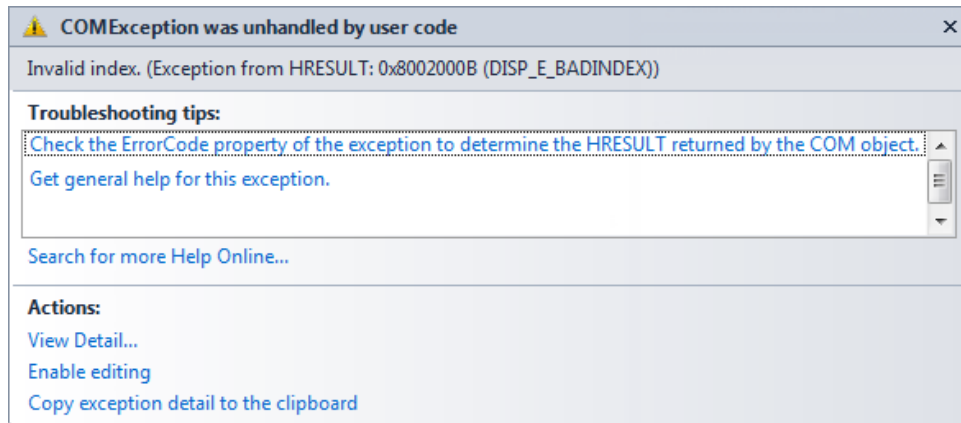 COMException was unhandled by user code
Invalid index. (Exception from HRESULT: 0x8002000B (DISP_E_BADINDEX))
Troubleshooting tips:
Check the ErrorCode property of the exception to determine the HRESULT returned by the COM object.
Get general help for this exception.
Search for more Help Online...
Actions:
View Detail...
Enable editing
Copy exception detail to the clipboard